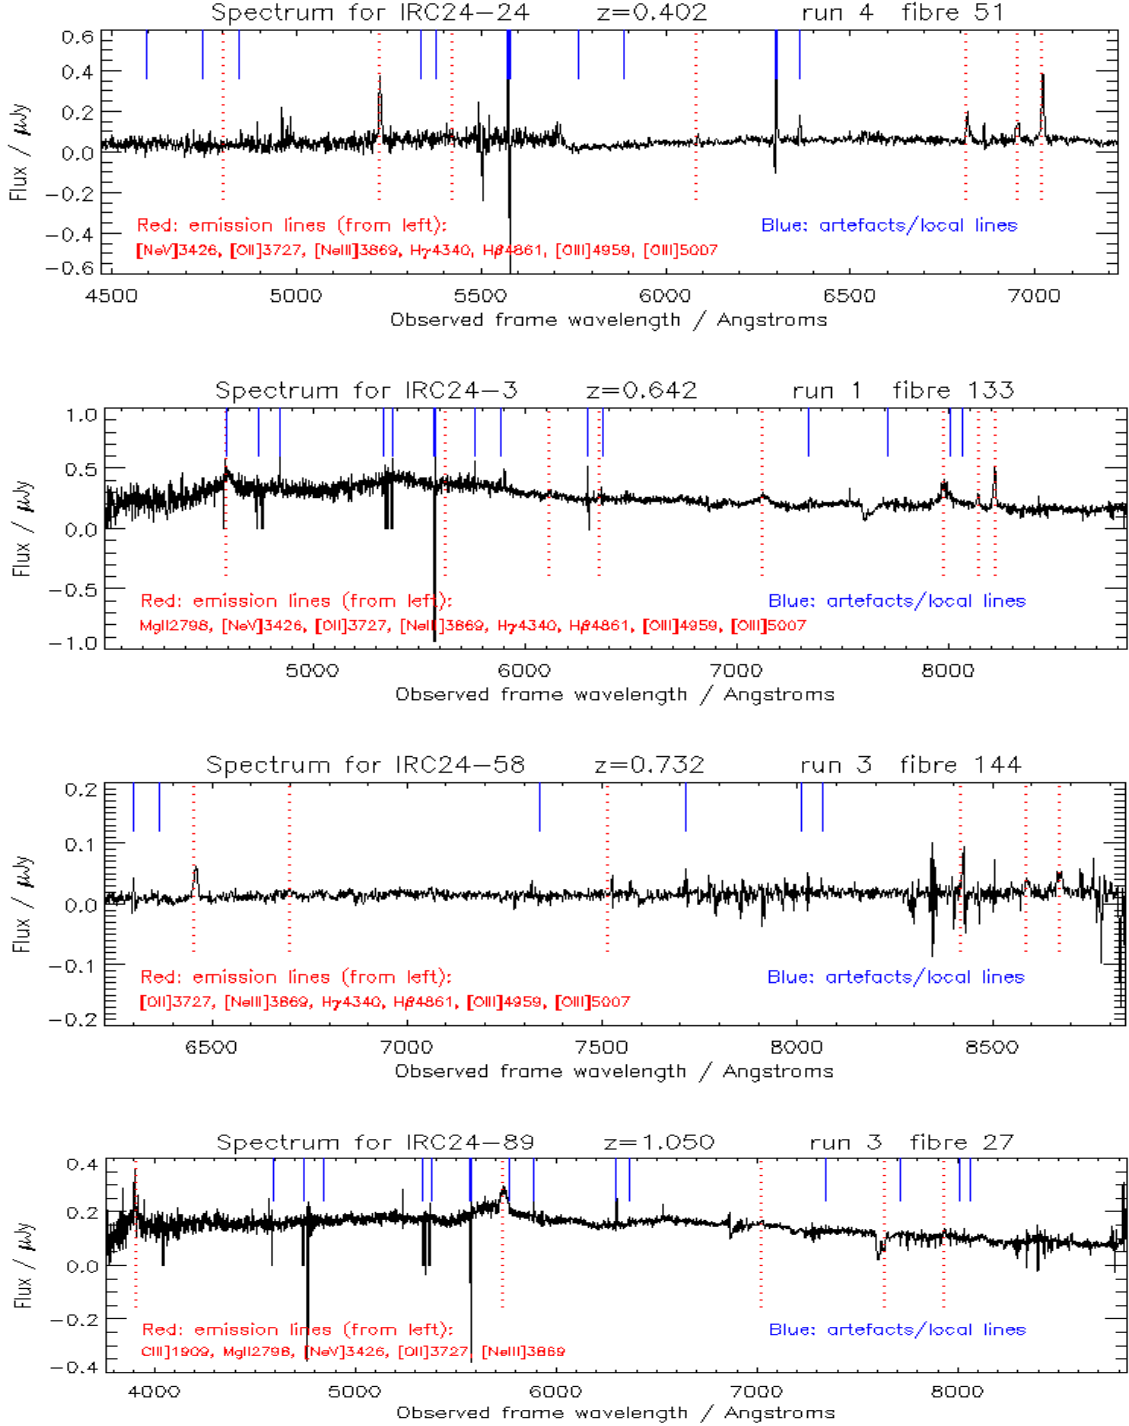 Spectrum for IRC24-24 z=0.402 run 4 fibre 51
0.6
0.4
0.2
0.0
-0.2
-0.4
-0.6
Flux / μJy
Red: emission lines (from left):
[NeV]3426, [OII]3727, [NeIII]3869, Hγ4340, Hβ4861, [OIII]4959, [OIII]5007
Blue: artefacts/local lines
4500 5000 5500 6000 6500 7000
Observed frame wavelength / Angstroms
Spectrum for IRC24-3 z=0.642 run 1 fibre 133
1.0
0.5
0.0
-0.5
-1.0
Flux / μJy
Red: emission lines (from left):
MgII2798, [NeV]3426, [OII]3727, [NeIII]3869, Hγ4340, Hβ4861, [OIII]4959, [OIII]5007
Blue: artefacts/local lines
5000 6000 7000 8000
Observed frame wavelength / Angstroms
Spectrum for IRC24-58 z=0.732 run 3 fibre 144
0.2
0.1
0.0
-0.1
-0.2
Flux / μJy
Red: emission lines (from left):
[OII]3727, [NeIII]3869, Hγ4340, Hβ4861, [OIII]4959, [OIII]5007
Blue: artefacts/local lines
6500 7000 7500 8000 8500
Observed frame wavelength / Angstroms
Spectrum for IRC24-89 z=1.050 run 3 fibre 27
0.4
0.2
0.0
-0.2
-0.4
Flux / μJy
Red: emission lines (from left):
CIII]1909, MgII2798, [NeV]3426, [OII]3727, [NeIII]3869
Blue: artefacts/local lines
4000 5000 6000 7000 8000
Observed frame wavelength / Angstroms